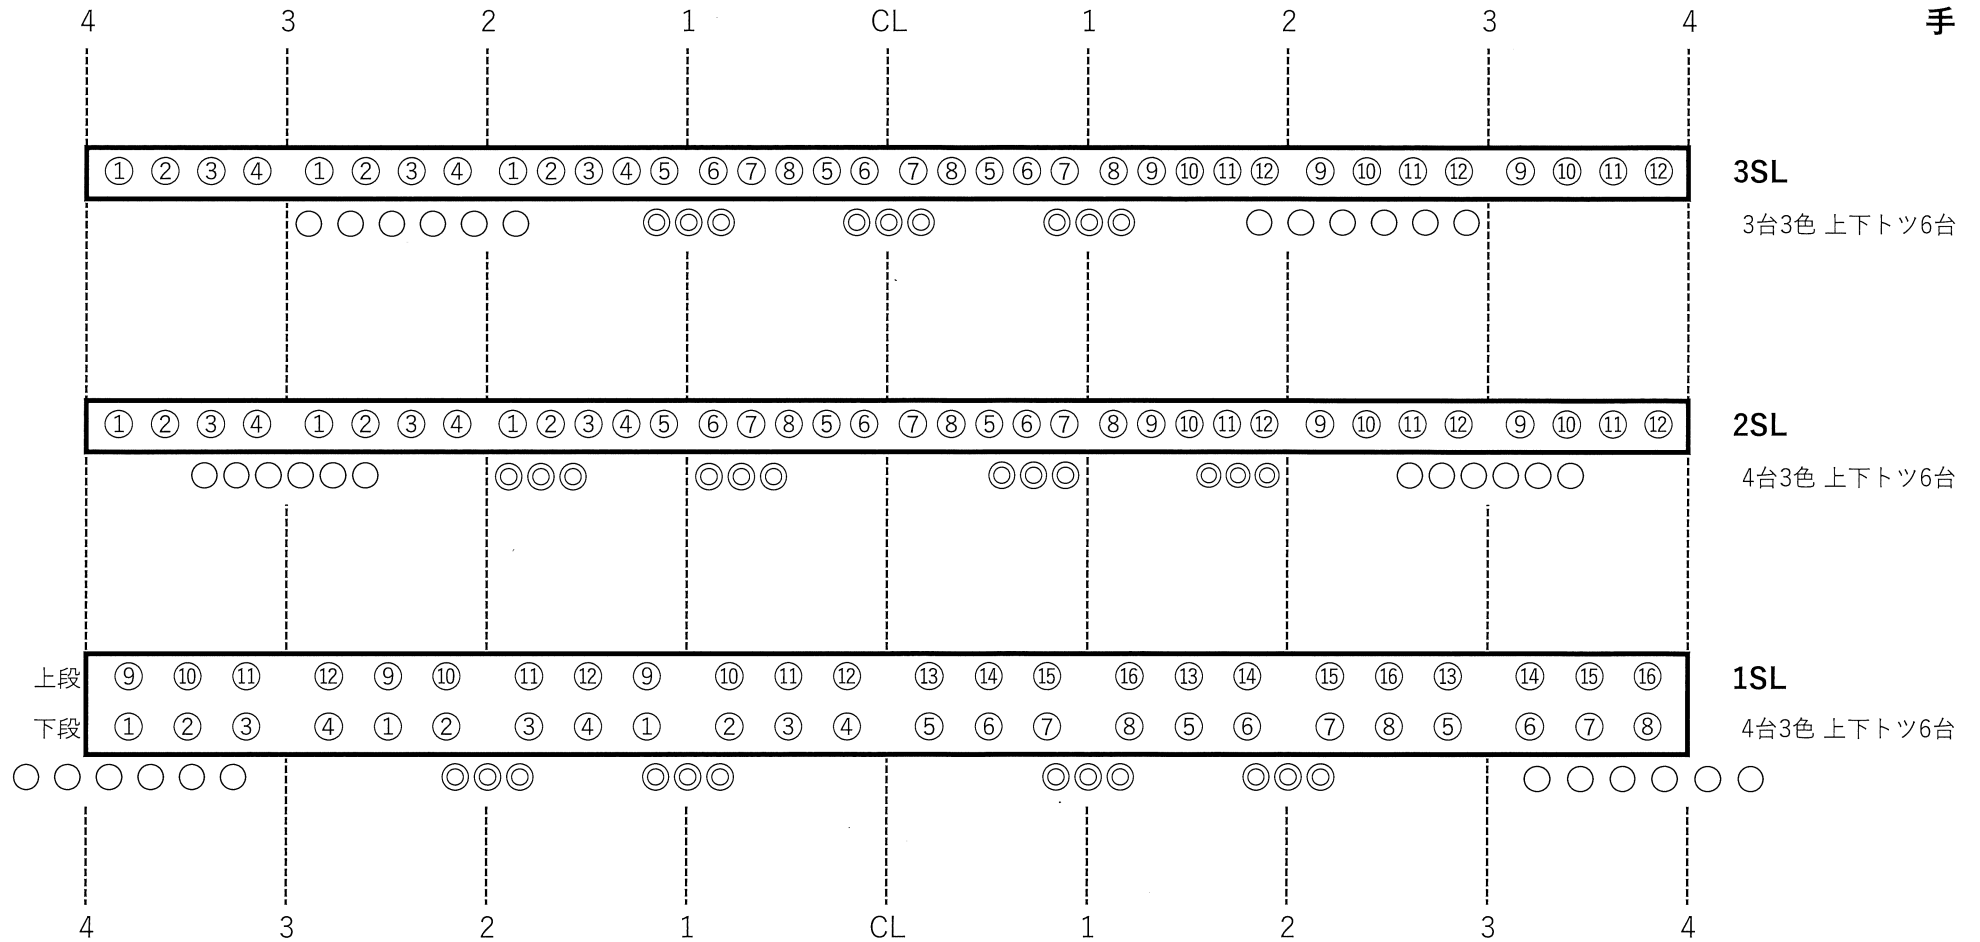 4 3 2 1 CL 1 2 3 4 手
① ② ③ ④ ① ② ③ ④ ① ② ③ ④ ⑤ ⑥ ⑦ ⑧ ⑤ ⑥ ⑦ ⑧ ⑤ ⑥ ⑦ ⑧ ⑨ ⑩ ⑪ ⑫ ⑨ ⑩ ⑪ ⑫ ⑨ ⑩ ⑪ ⑫ 3SL
3台3色 上下トツ6台
① ② ③ ④ ① ② ③ ④ ① ② ③ ④ ⑤ ⑥ ⑦ ⑧ ⑤ ⑥ ⑦ ⑧ ⑤ ⑥ ⑦ ⑧ ⑨ ⑩ ⑪ ⑫ ⑨ ⑩ ⑪ ⑫ ⑨ ⑩ ⑪ ⑫ 2SL
4台3色 上下トツ6台
上段 ⑨ ⑩ ⑪ ⑫ ⑨ ⑩ ⑪ ⑫ ⑨ ⑩ ⑪ ⑫ ⑬ ⑭ ⑮ ⑯ ⑬ ⑭ ⑮ ⑯ ⑬ ⑭ ⑮ ⑯ 1SL
下段 ① ② ③ ④ ① ② ③ ④ ① ② ③ ④ ⑤ ⑥ ⑦ ⑧ ⑤ ⑥ ⑦ ⑧ ⑤ ⑥ ⑦ ⑧ 4台3色 上下トツ6台
4 3 2 1 CL 1 2 3 4